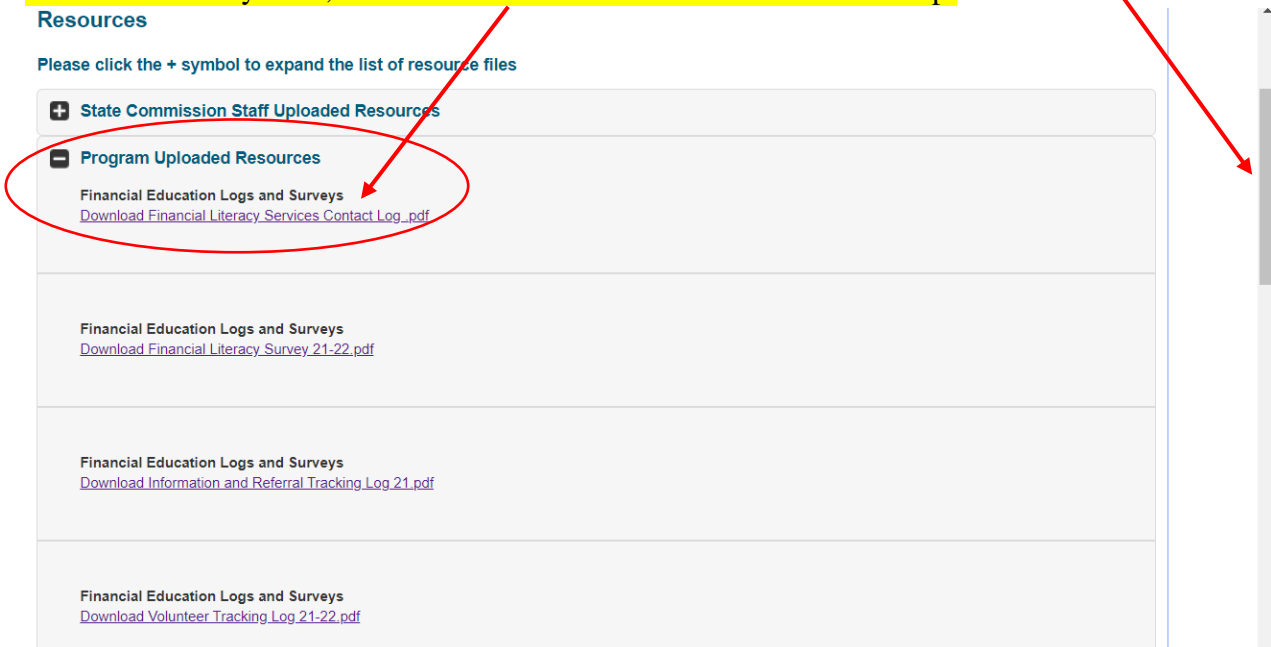 Resources
Please click the + symbol to expand the list of resource files
State Commission Staff Uploaded Resources
Program Uploaded Resources
Financial Education Logs and Surveys
Download Financial Literacy Services Contact Log .pdf
Financial Education Logs and Surveys
Download Financial Literacy Survey 21-22.pdf
Financial Education Logs and Surveys
Download Information and Referral Tracking Log 21.pdf
Financial Education Logs and Surveys
Download Volunteer Tracking Log 21-22.pdf